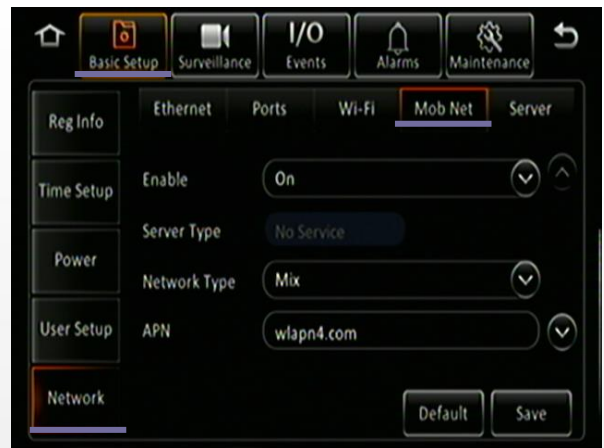 Basic Setup Surveillance I/O Events Alarms Maintenance
Reg Info Ethernet Ports Wi-Fi Mob Net Server
Time Setup Enable On
Server Type No Service
Power Network Type Mix
User Setup APN wlapn4.com
Network Default Save